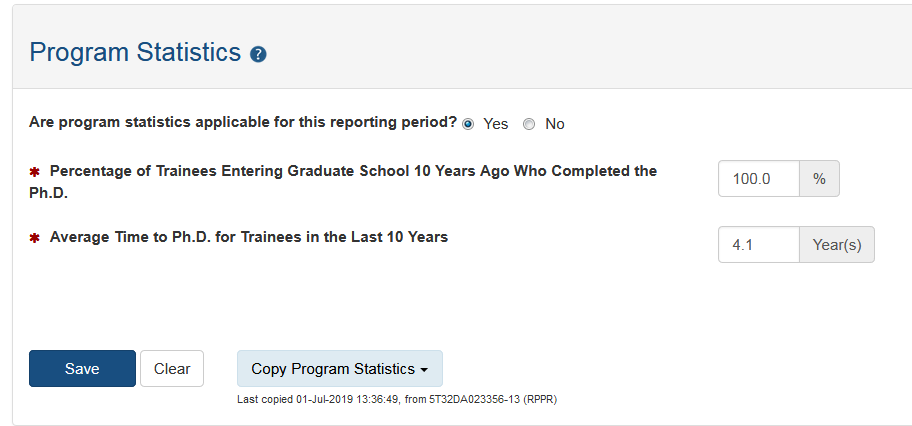 Program Statistics ?
Are program statistics applicable for this reporting period? Yes No
* Percentage of Trainees Entering Graduate School 10 Years Ago Who Completed the 100.0 %
Ph.D.
* Average Time to Ph.D. for Trainees in the Last 10 Years 4.1 Year(s)
Save Clear Copy Program Statistics
Last copied 01-Jul-2019 13:36:49, from 5T32DA023356-13 (RPPR)